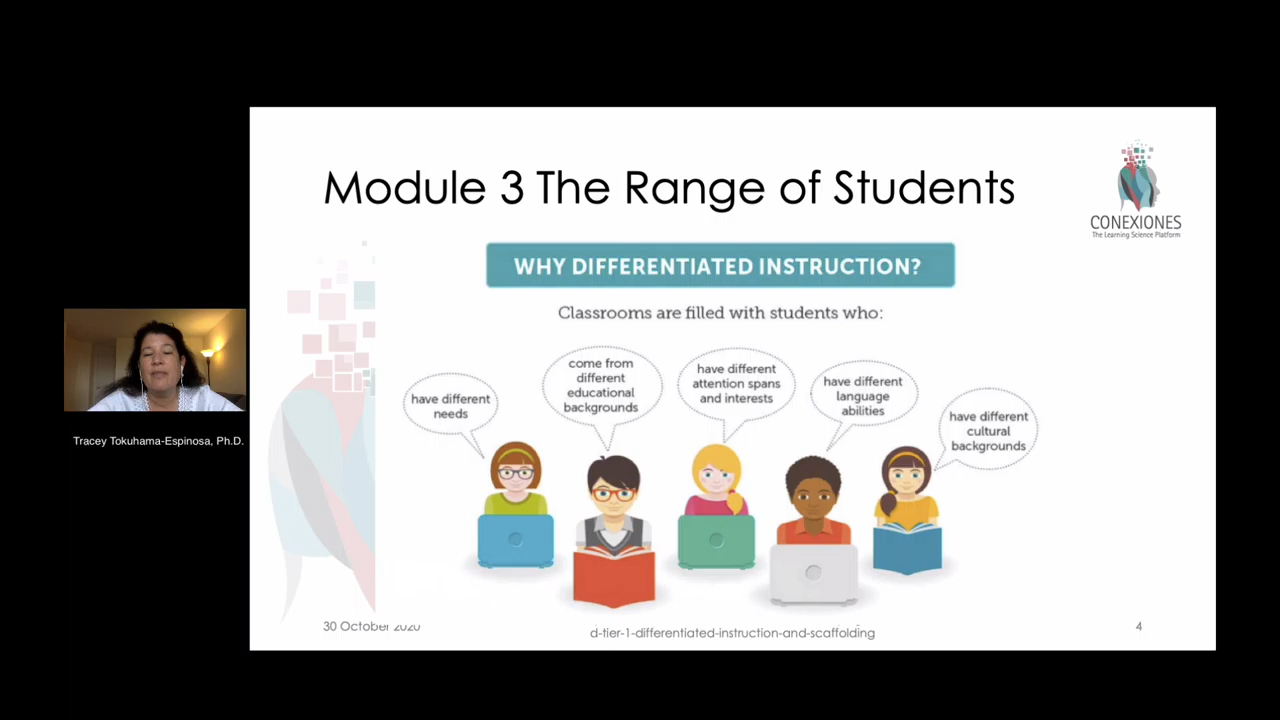 Module 3 The Range of Students
CONEXIONES
The Learning Science Platform
WHY DIFFERENTIATED INSTRUCTION?
Classrooms are filled with students who:
have different
needs
come from
different
educational
backgrounds
have different
attention spans
and interests
have different
language
abilities
have different
cultural
backgrounds
Tracey Tokuhama-Espinosa, Ph.D.
30 October 2020
d-tier-1-differentiated-instruction-and-scaffolding
4